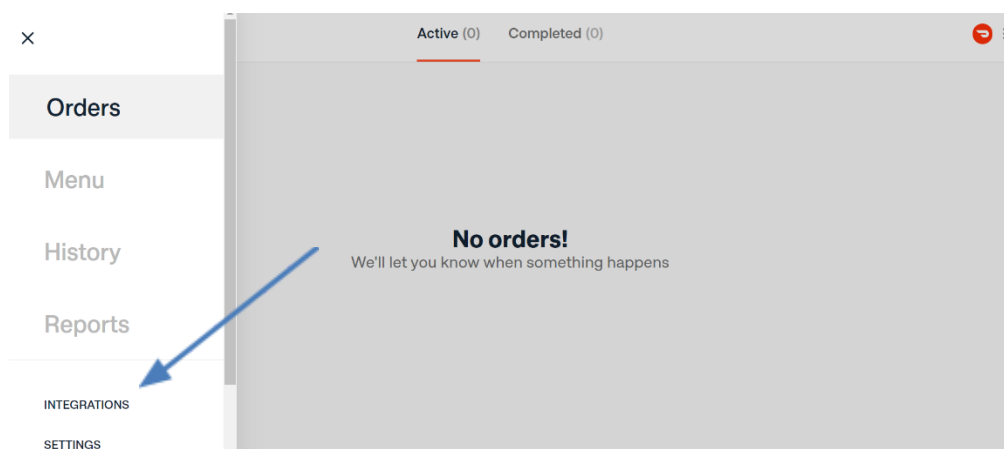 ×
Active (0) Completed (0)
Orders
Menu
History
Reports
INTEGRATIONS
SETTINGS
No orders!
We'll let you know when something happens